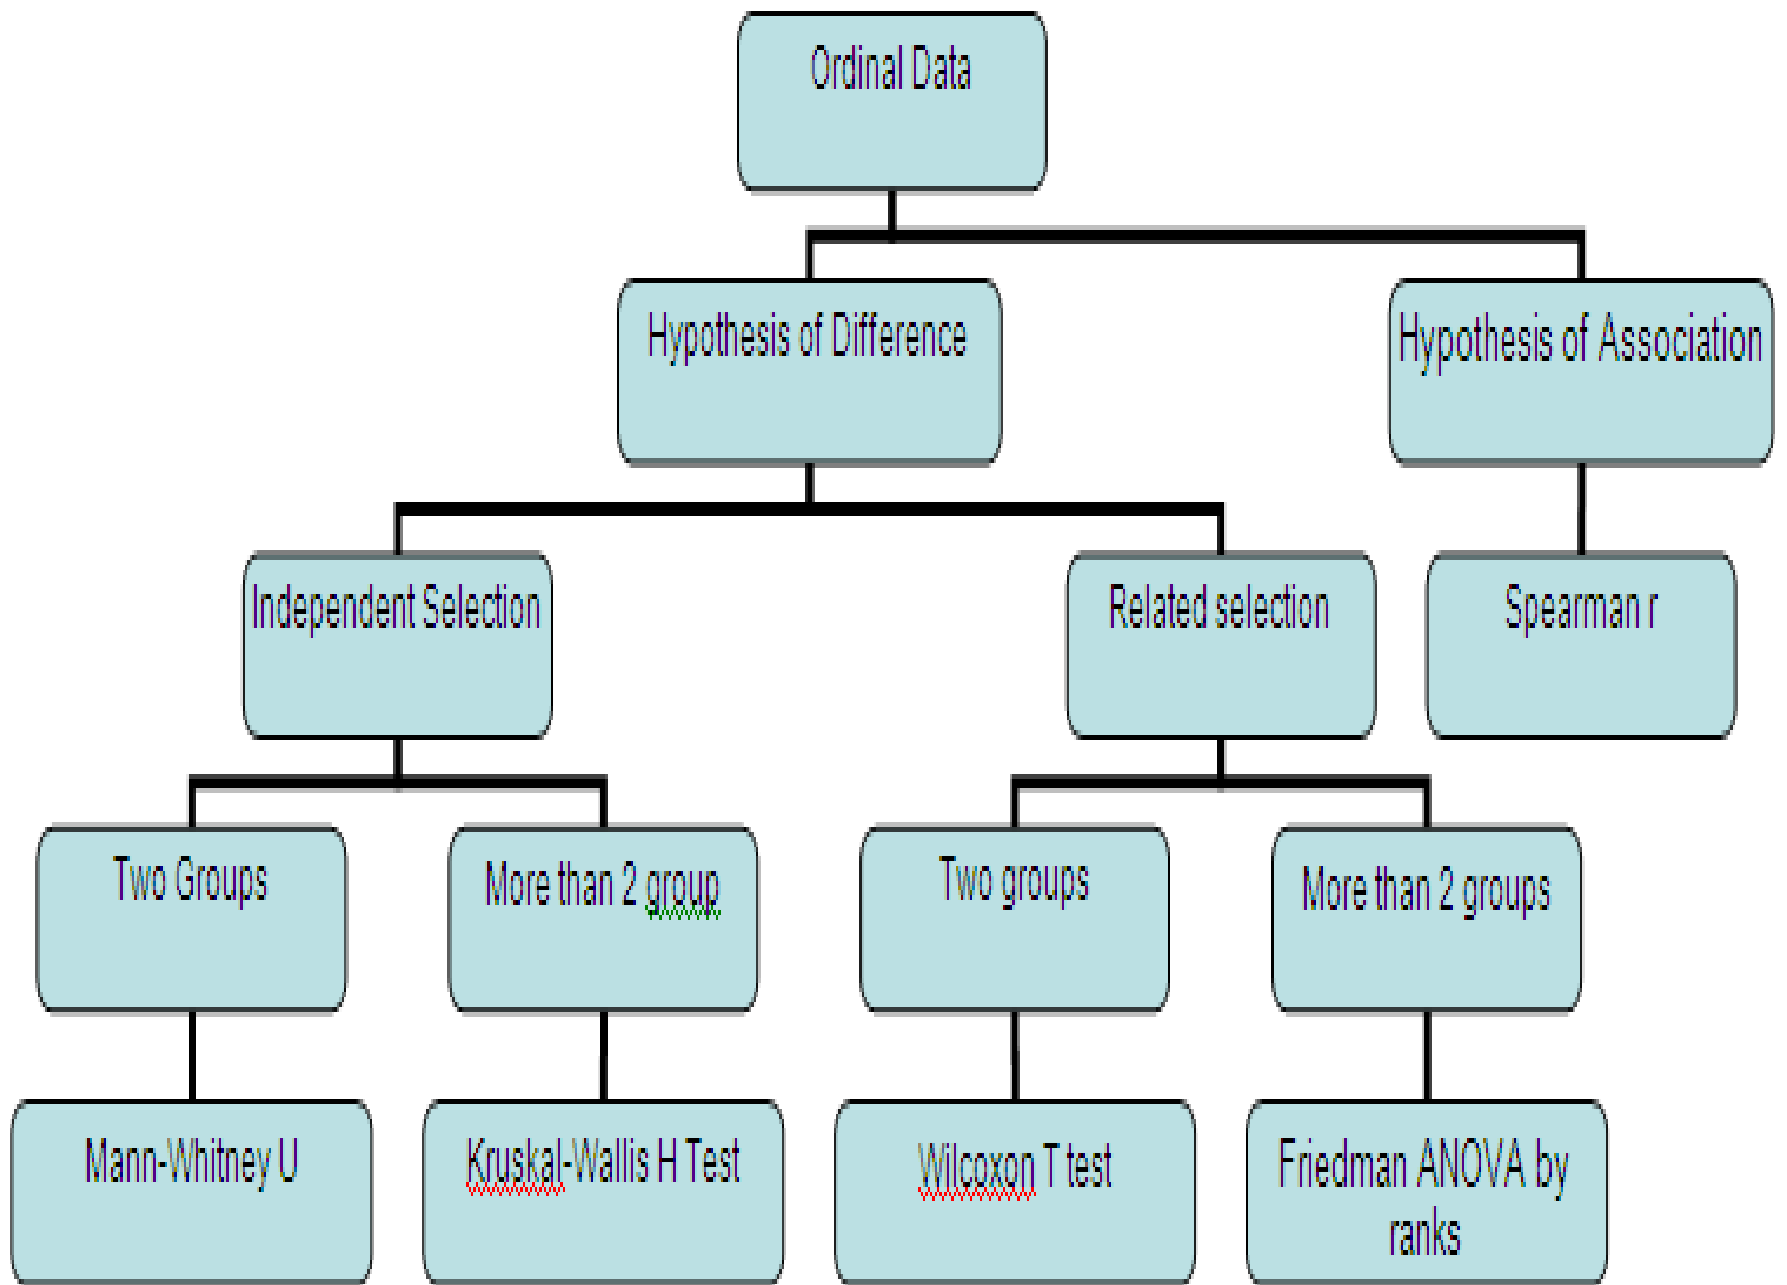 Ordinal Data
Hypothesis of Difference
Hypothesis of Association
Independent Selection
Related selection
Spearman r
Two Groups
More than 2 group
Two groups
More than 2 groups
Mann-Whitney U
Kruskal-Wallis H Test
Wilcoxon T test
Friedman ANOVA by
ranks